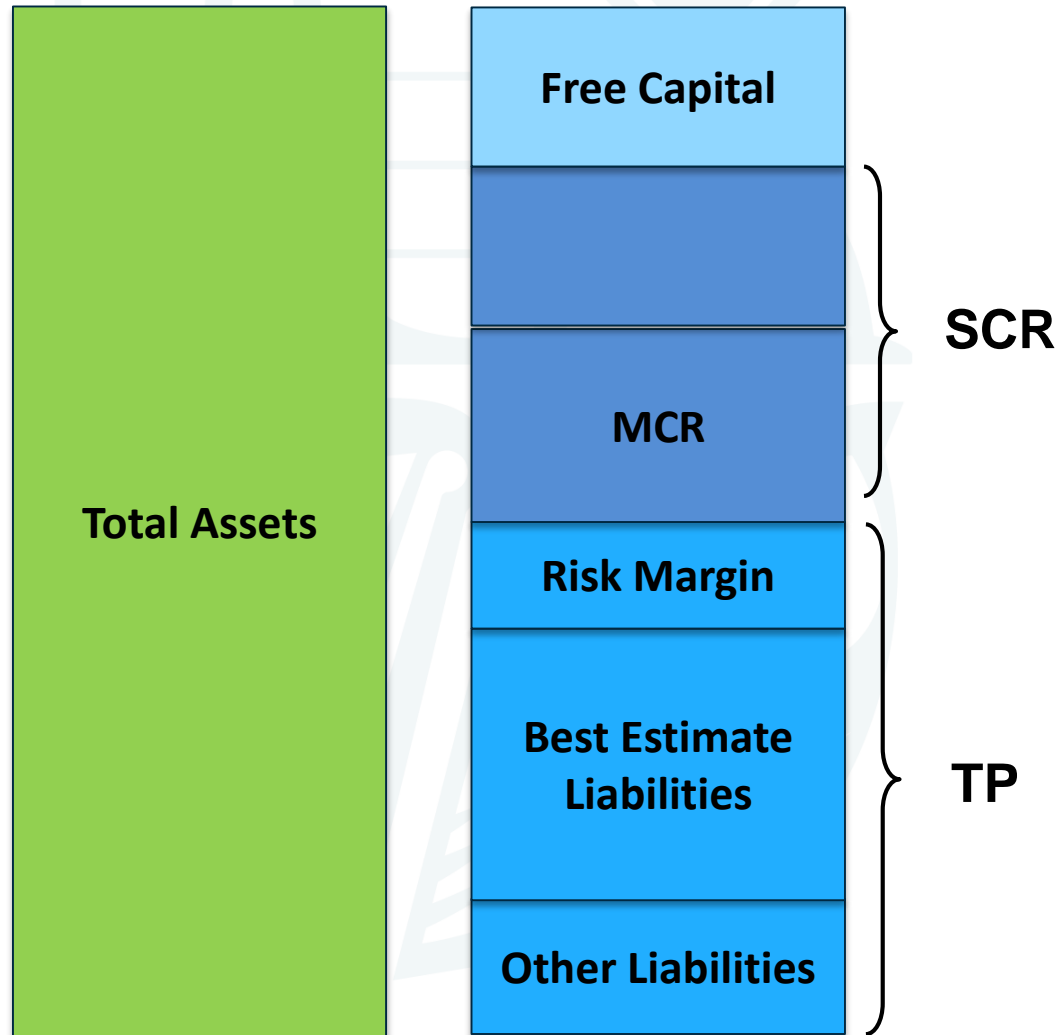 Free Capital
SCR
MCR
Total Assets
Risk Margin
Best Estimate
Liabilities
TP
Other Liabilities